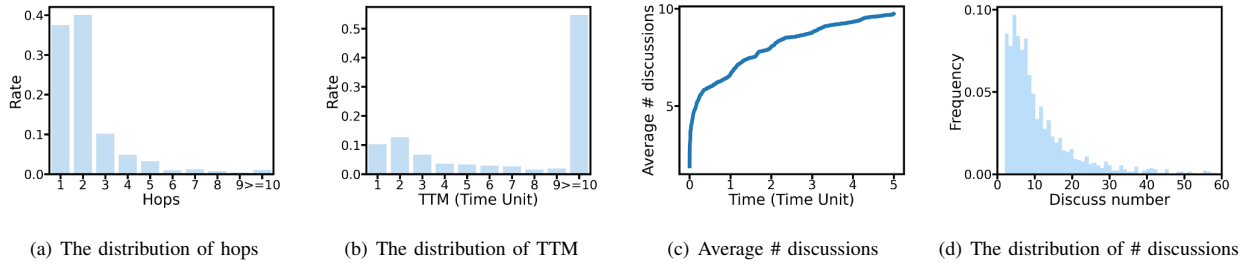 0.4
0.3
0.2
0.1
0.0
Rate
1 2 3 4 5 6 7 8 9>=10
Hops
(a) The distribution of hops
0.5
0.4
0.3
0.2
0.1
0.0
Rate
1 2 3 4 5 6 7 8 9>=10
TTM (Time Unit)
(b) The distribution of TTM
10
5
Average # discussions
0 1 2 3 4 5
Time (Time Unit)
(c) Average # discussions
0.10
0.05
0.00
Frequency
0 10 20 30 40 50 60
Discuss number
(d) The distribution of # discussions